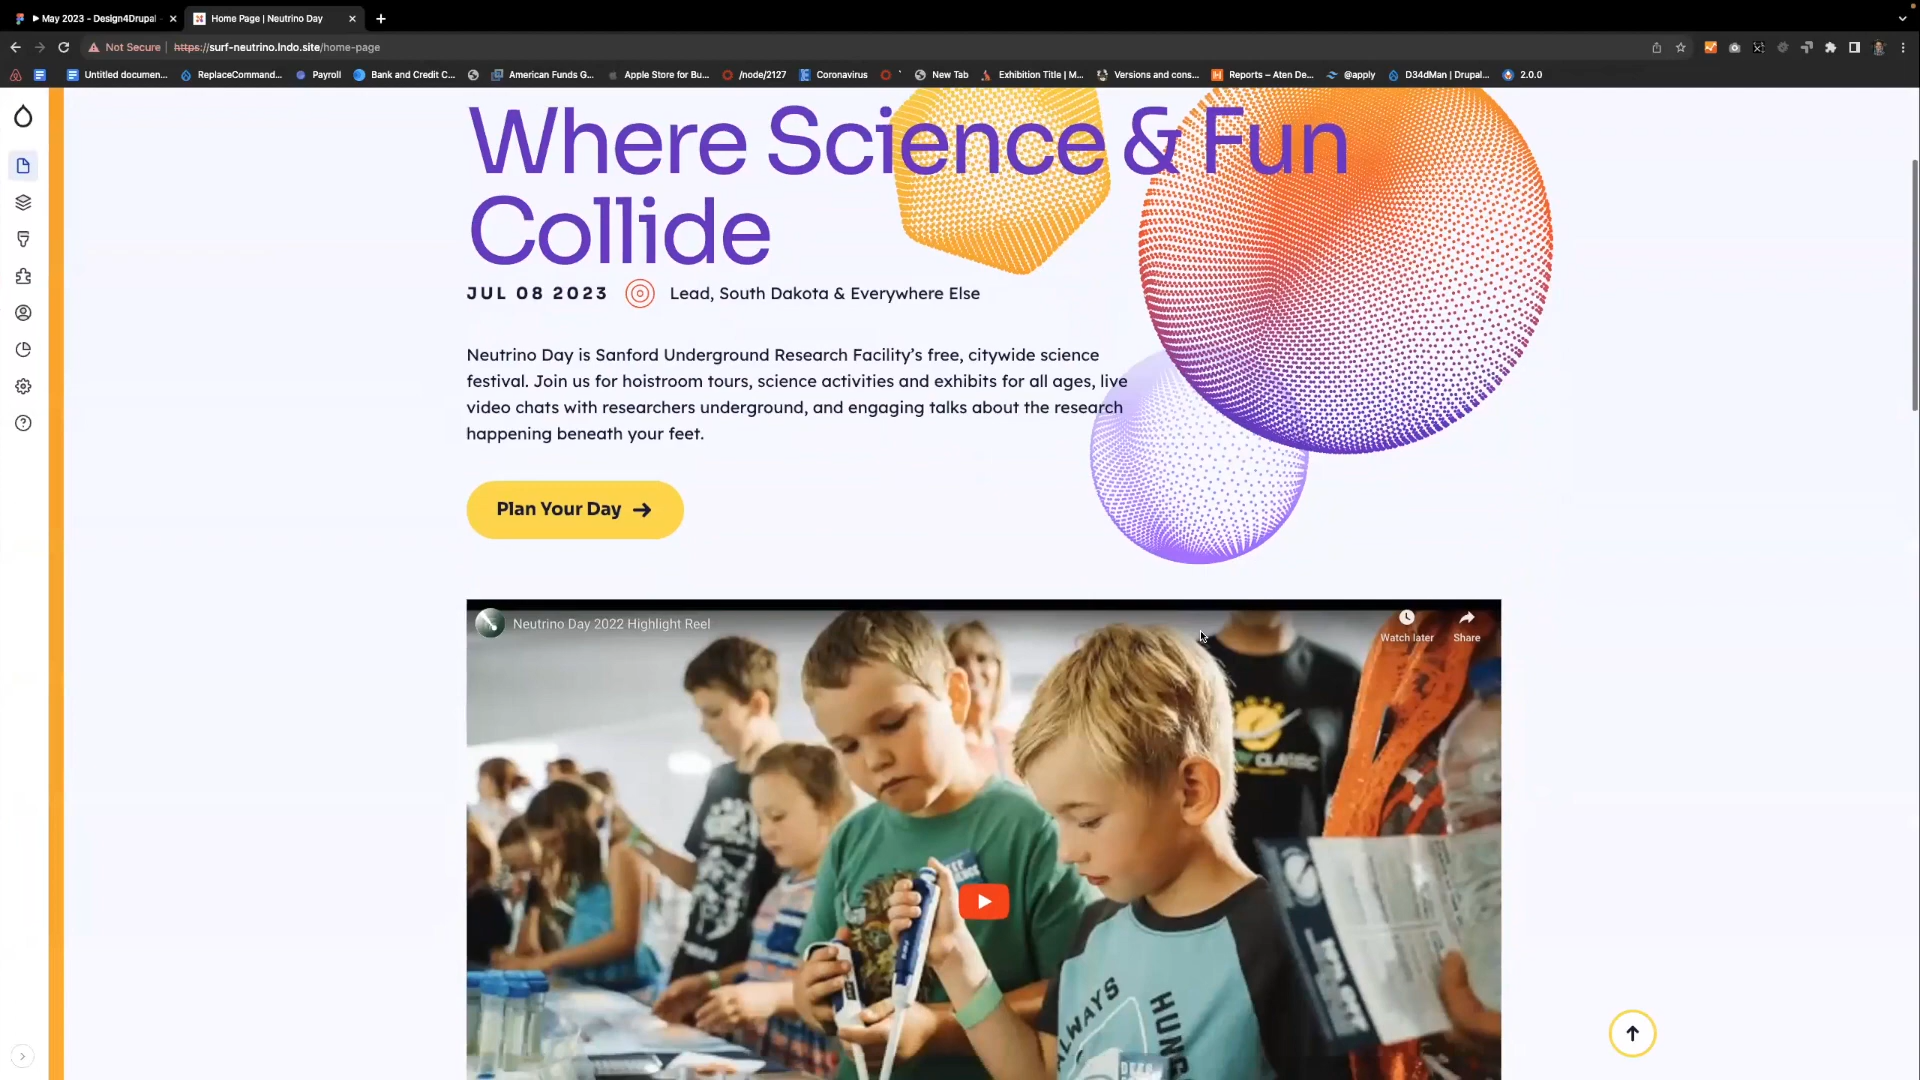 May 2023 - Design4Drupal
Home Page | Neutrino Day
Not Secure
https://surf-neutrino.lndo.site/home-page
Untitled documen...
ReplaceCommand...
Payroll
Bank and Credit C...
American Funds G...
Apple Store for Bu...
/node/2127
Coronavirus
New Tab
Exhibition Title | M...
Versions and cons...
Reports – Aten De...
@apply
D34dMan | Drupal...
2.0.0
Where Science & Fun
Collide
JUL 08 2023
Lead, South Dakota & Everywhere Else
Neutrino Day is Sanford Underground Research Facility’s free, citywide science
festival. Join us for hoistroom tours, science activities and exhibits for all ages, live
video chats with researchers underground, and engaging talks about the research
happening beneath your feet.
Plan Your Day
Neutrino Day 2022 Highlight Reel
Watch later
Share
CLASSIC
ALWAYS